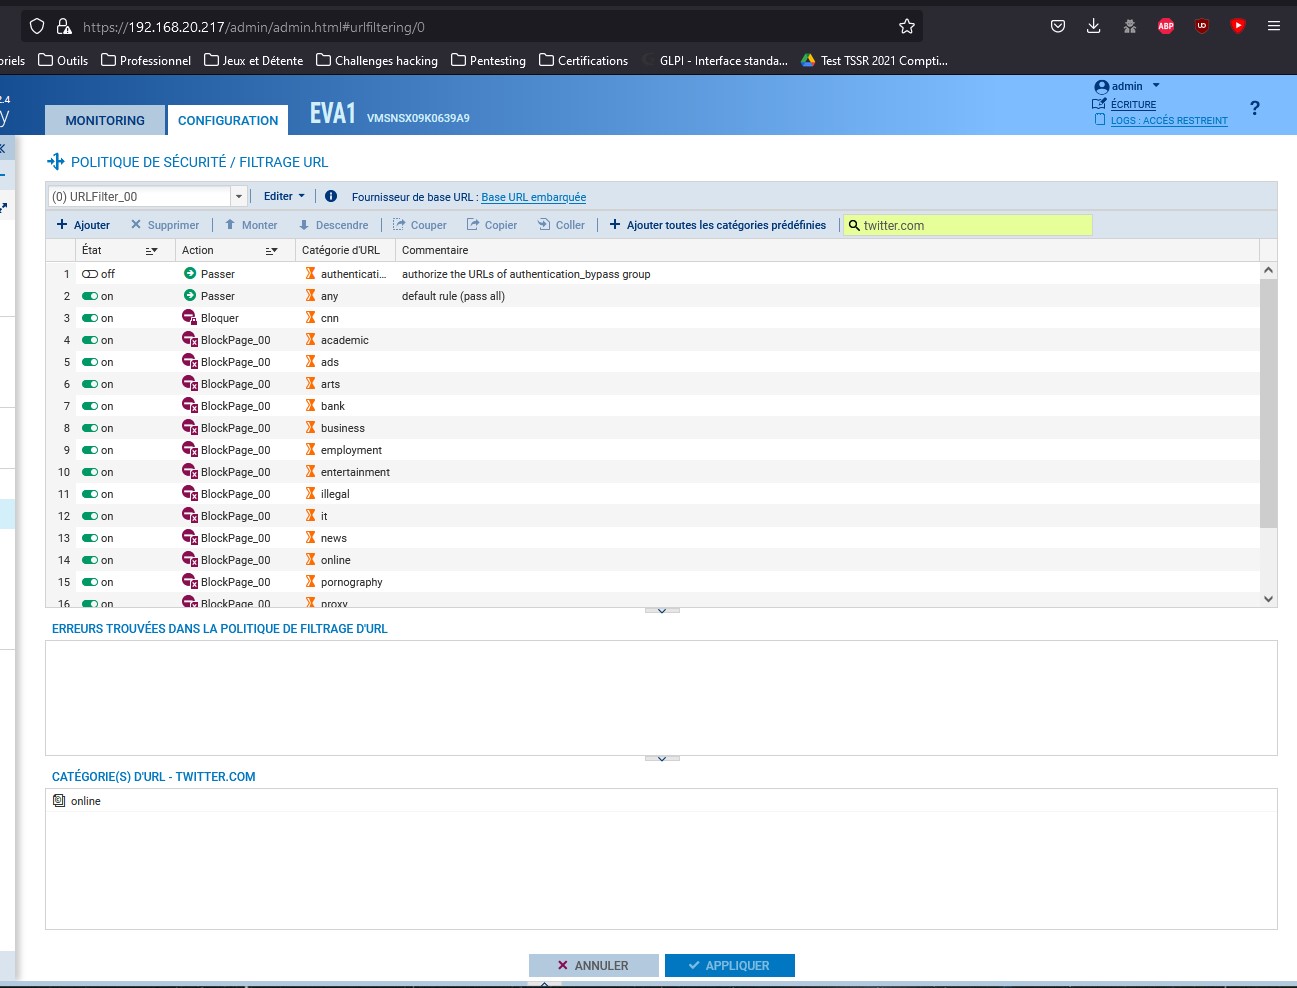 https://192.168.20.217/admin/admin.html#urlfiltering/0
ABP
UD
oriels Outils Professionnel Jeux et Détente Challenges hacking Pentesting Certifications GLPI - Interface standa... Test TSSR 2021 Compti...
2.4
y
MONITORING CONFIGURATION EVA1 VMSNSX09K0639A9
admin
ÉCRITURE
LOGS : ACCÈS RESTREINT
?
POLITIQUE DE SÉCURITÉ / FILTRAGE URL
(0) URLFilter_00 Editer Fournisseur de base URL : Base URL embarquée
Ajouter Supprimer Monter Descendre Couper Copier Coller Ajouter toutes les catégories prédéfinies twitter.com
État Action Catégorie d'URL Commentaire
1 off Passer authenticati... authorize the URLs of authentication_bypass group
2 on Passer any default rule (pass all)
3 on Bloquer cnn
4 on BlockPage_00 academic
5 on BlockPage_00 ads
6 on BlockPage_00 arts
7 on BlockPage_00 bank
8 on BlockPage_00 business
9 on BlockPage_00 employment
10 on BlockPage_00 entertainment
11 on BlockPage_00 illegal
12 on BlockPage_00 it
13 on BlockPage_00 news
14 on BlockPage_00 online
15 on BlockPage_00 pornography
16 on BlockPage_00 proxy
ERREURS TROUVÉES DANS LA POLITIQUE DE FILTRAGE D'URL
CATÉGORIE(S) D'URL - TWITTER.COM
online
ANNULER APPLIQUER